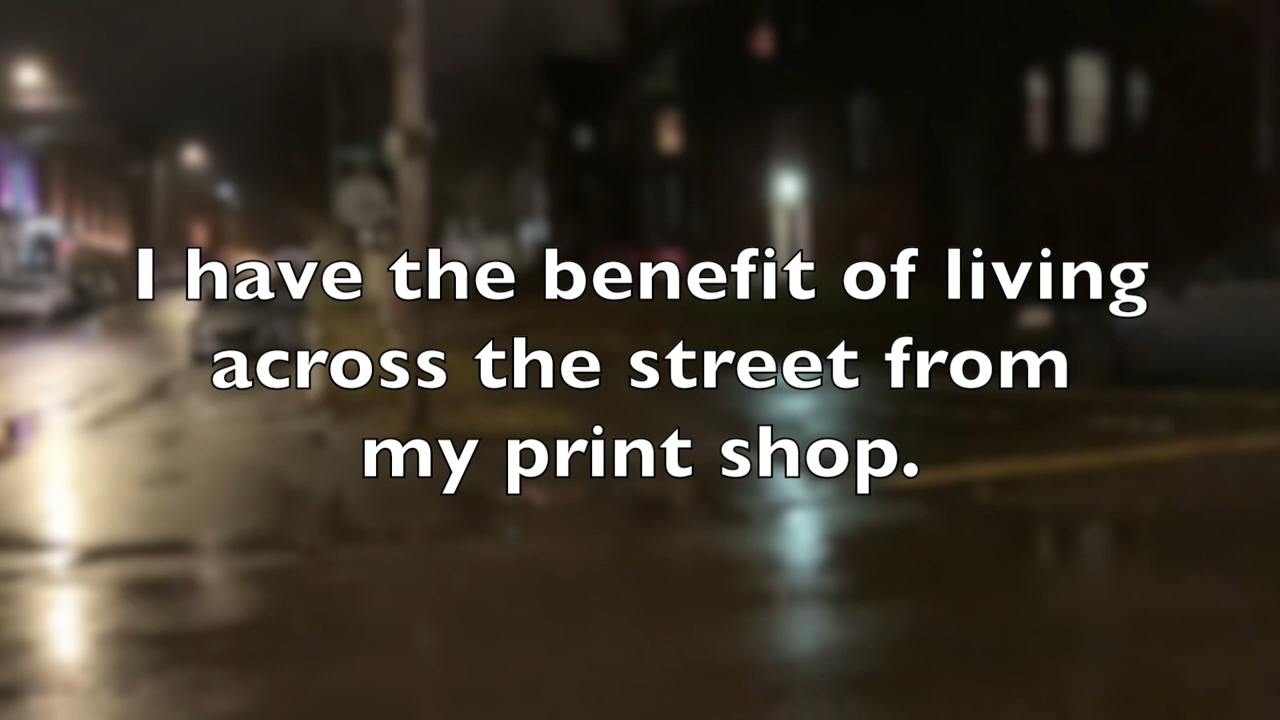 I have the benefit of living
across the street from
my print shop.